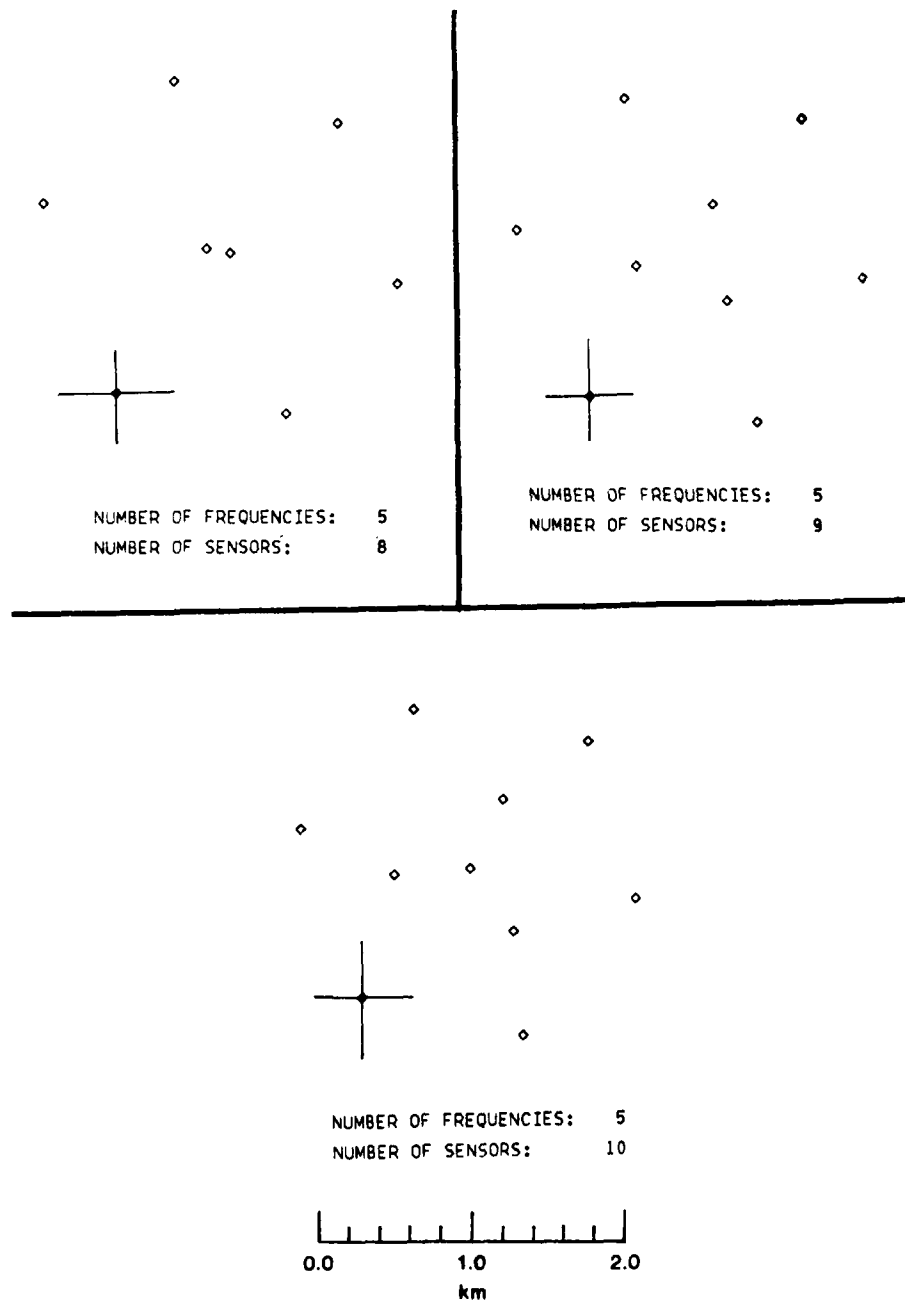 NUMBER OF FREQUENCIES: 5
NUMBER OF SENSORS: 8
NUMBER OF FREQUENCIES: 5
NUMBER OF SENSORS: 9
NUMBER OF FREQUENCIES: 5
NUMBER OF SENSORS: 10
0.0 1.0 2.0
km